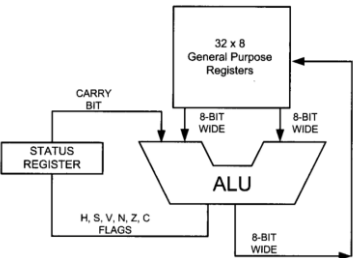 32 x 8
General Purpose
Registers
CARRY
BIT
8-BIT
WIDE
8-BIT
WIDE
STATUS
REGISTER
ALU
H, S, V, N, Z, C
FLAGS
8-BIT
WIDE